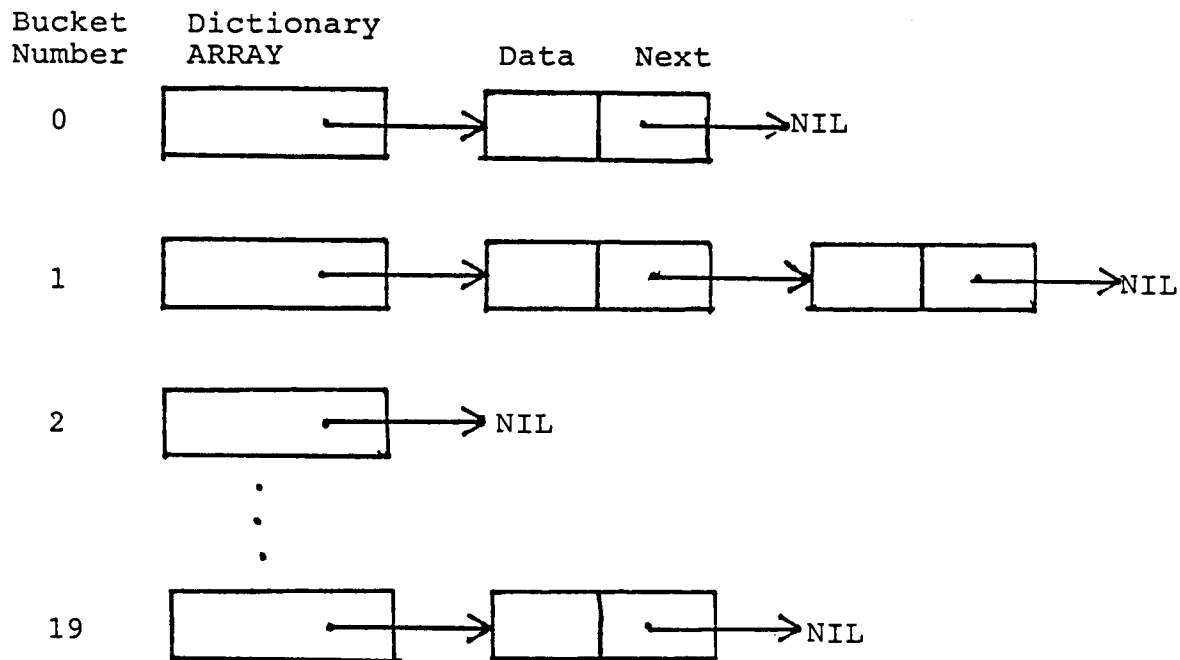 Bucket Dictionary
Number ARRAY Data Next
0 NIL
1 NIL
2 NIL
19 NIL